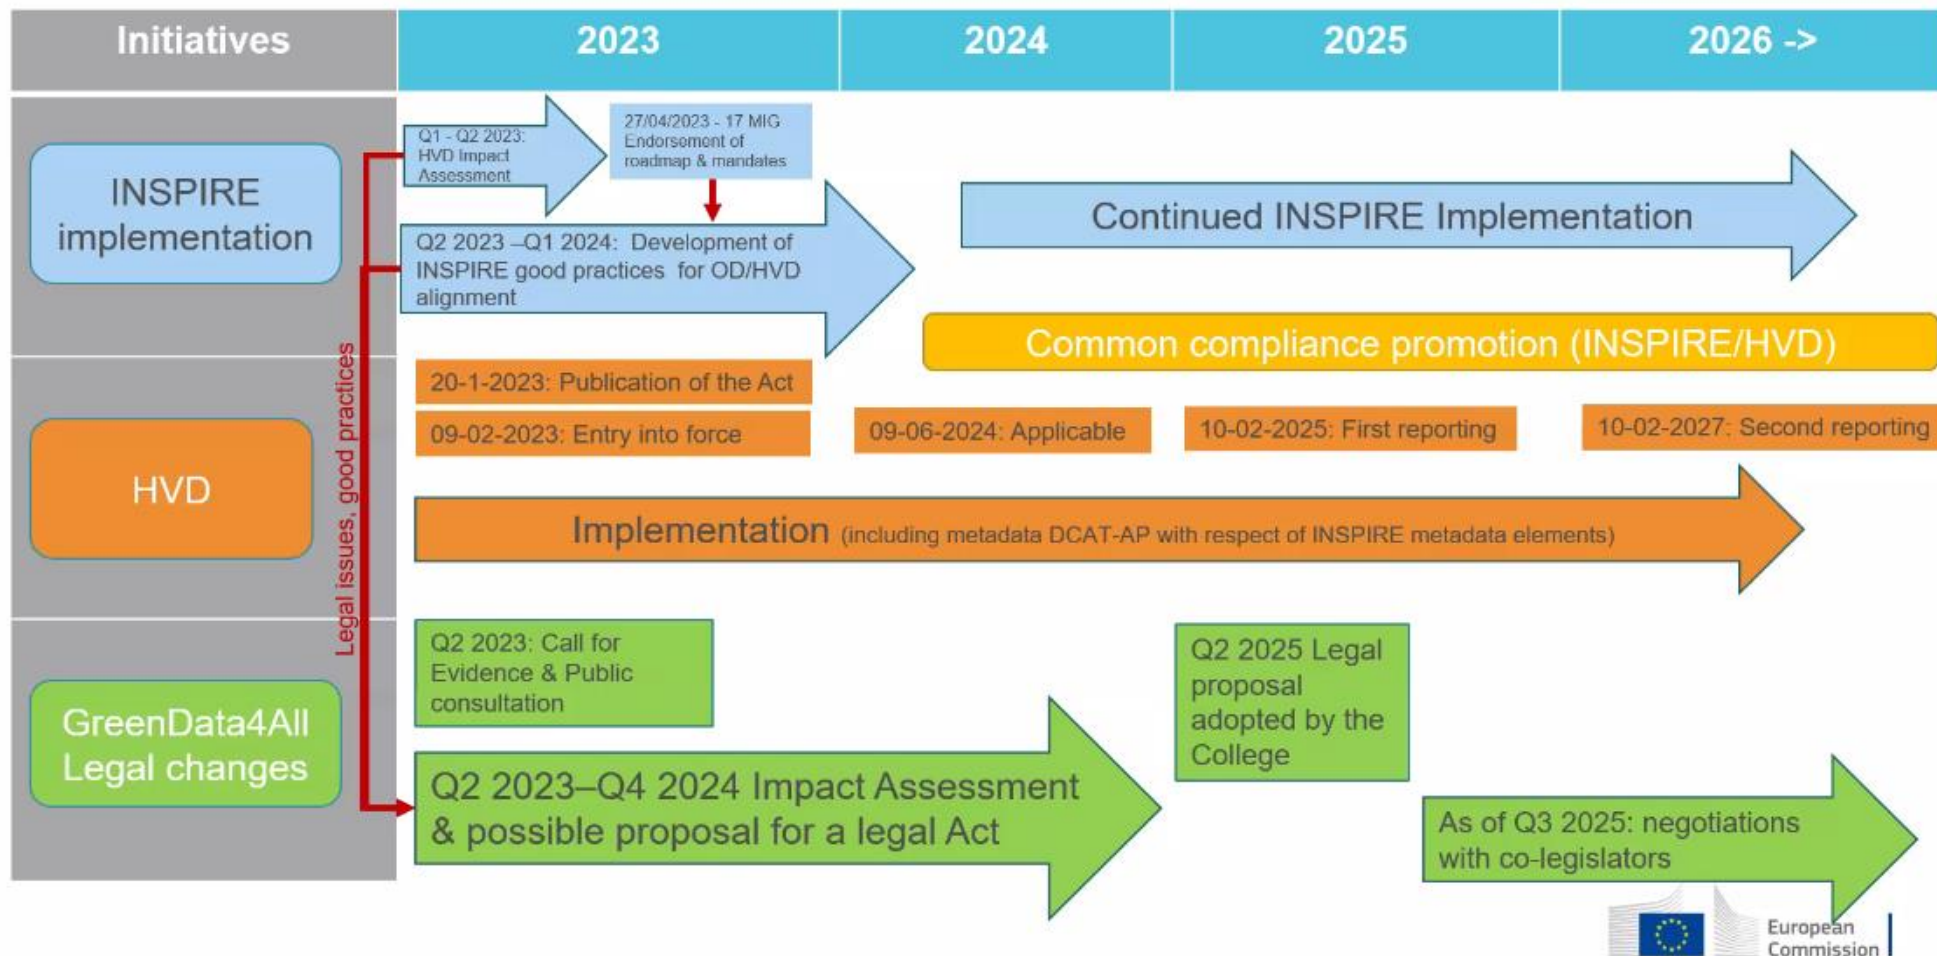 Initiatives
2023
2024
2025
2026 ->
INSPIRE
implementation
Q1 - Q2 2023:
HVD Impact
Assessment
27/04/2023 - 17 MIG
Endorsement of
roadmap & mandates
Q2 2023 –Q1 2024: Development of
INSPIRE good practices for OD/HVD
alignment
Continued INSPIRE Implementation
Common compliance promotion (INSPIRE/HVD)
Legal issues, good practices
HVD
20-1-2023: Publication of the Act
09-02-2023: Entry into force
09-06-2024: Applicable
10-02-2025: First reporting
10-02-2027: Second reporting
Implementation (including metadata DCAT-AP with respect of INSPIRE metadata elements)
GreenData4All
Legal changes
Q2 2023: Call for
Evidence & Public
consultation
Q2 2023–Q4 2024 Impact Assessment
& possible proposal for a legal Act
Q2 2025 Legal
proposal
adopted by the
College
As of Q3 2025: negotiations
with co-legislators
European
Commission